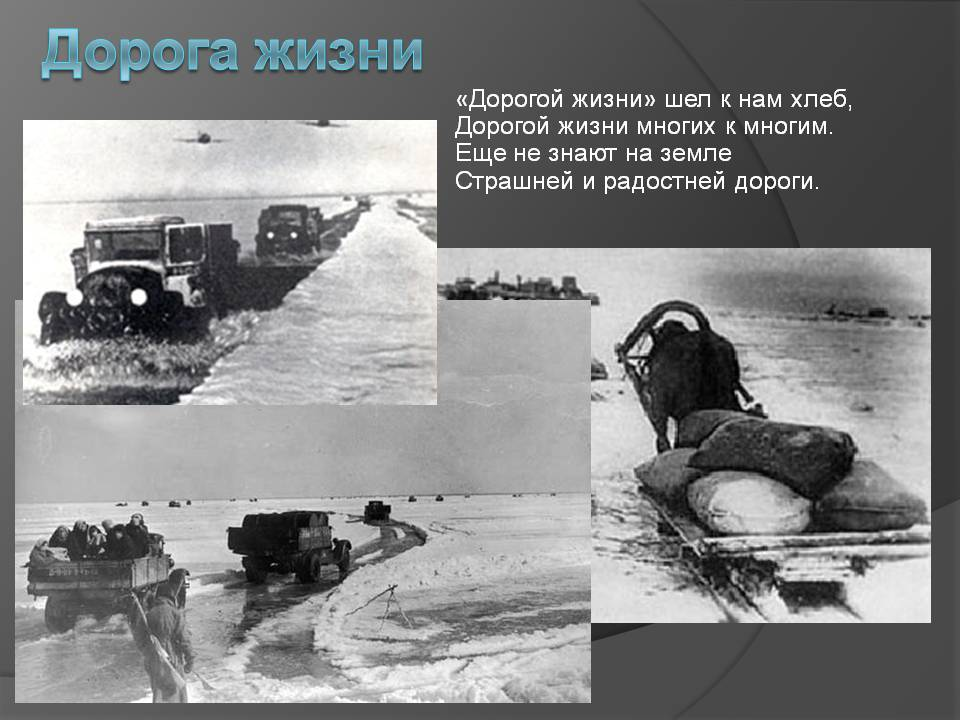 Дорога жизни
«Дорогой жизни» шел к нам хлеб,
Дорогой жизни многих к многим.
Еще не знают на земле
Страшней и радостней дороги.